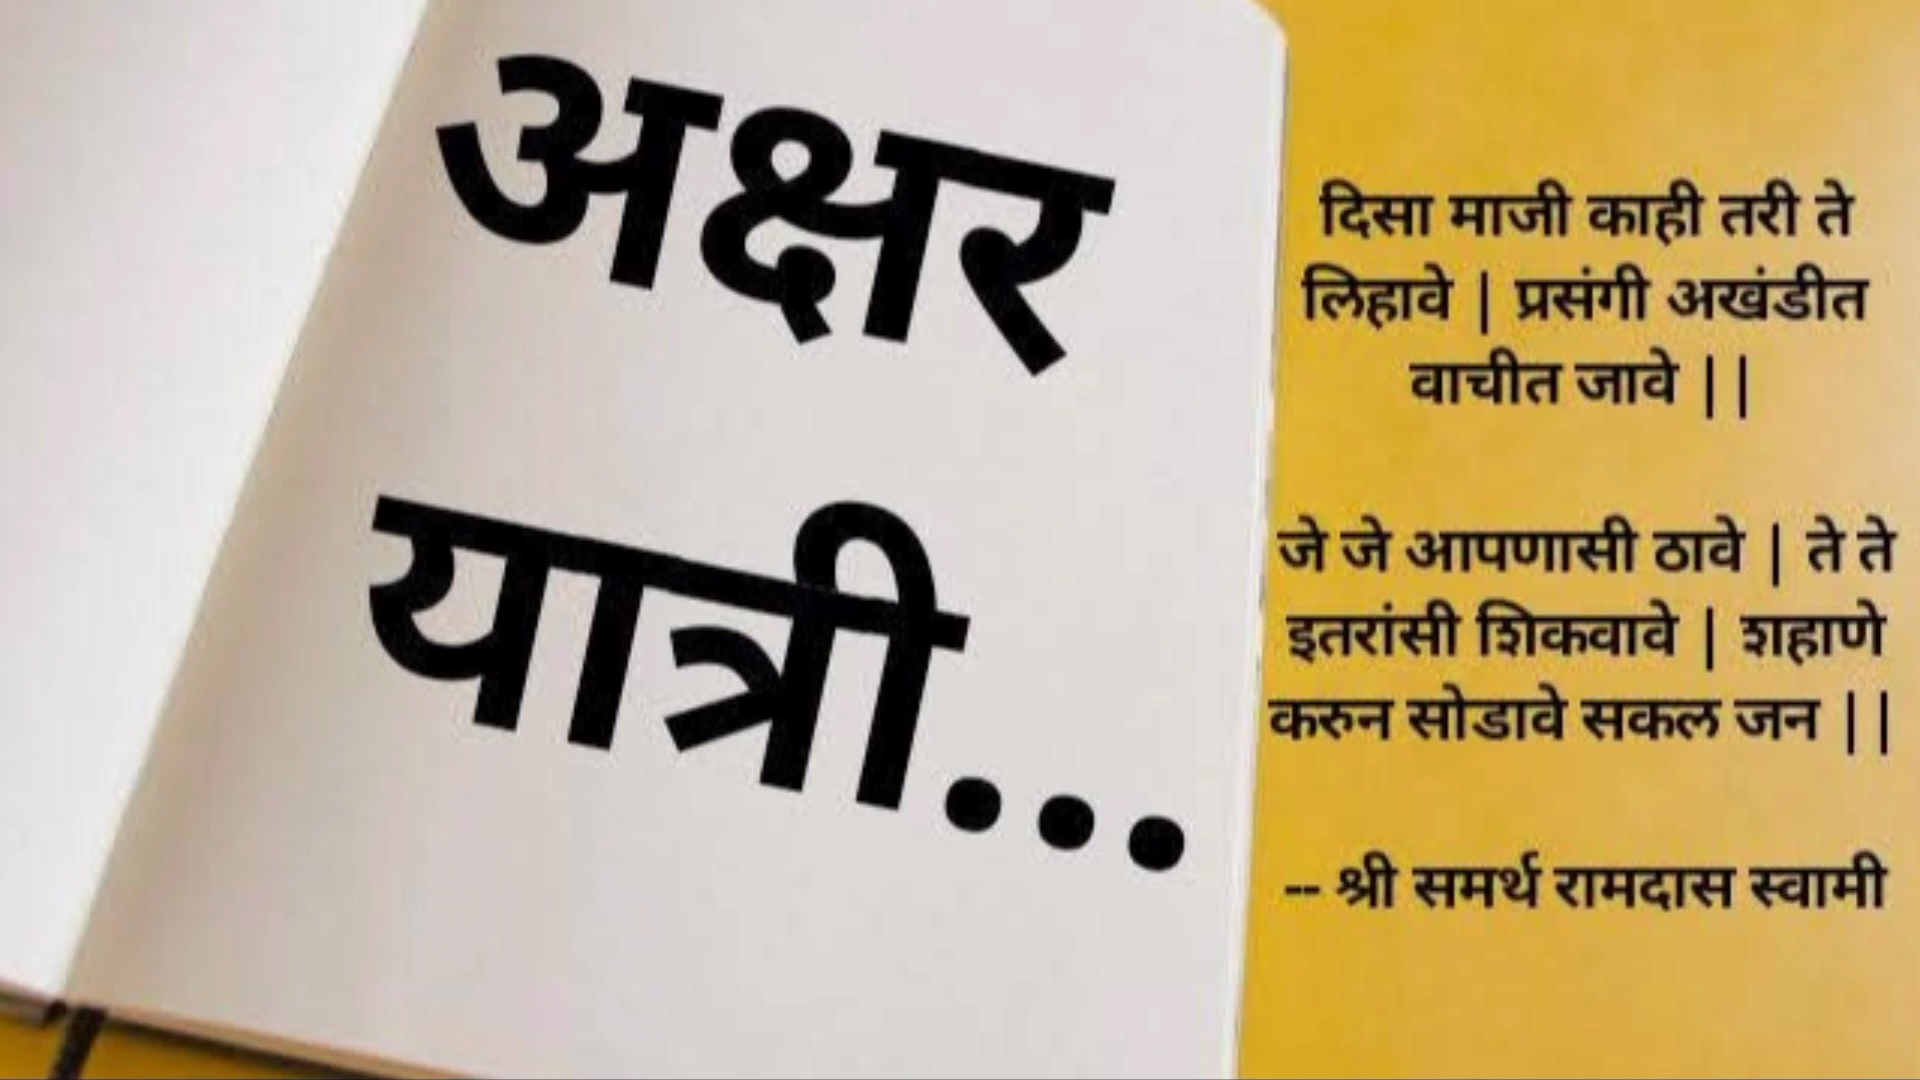 अक्षर
यात्री...
दिसा माजी काही तरी ते
लिहावे | प्रसंगी अखंडीत
वाचीत जावे ||
जे जे आपणासी ठावे | ते ते
इतरांसी शिकवावे | शहाणे
करुन सोडावे सकल जन ||
-- श्री समर्थ रामदास स्वामी